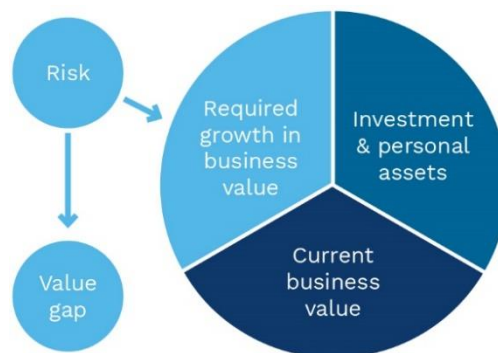 Risk
Required
growth in
business
value
Investment
& personal
assets
Value
gap
Current
business
value